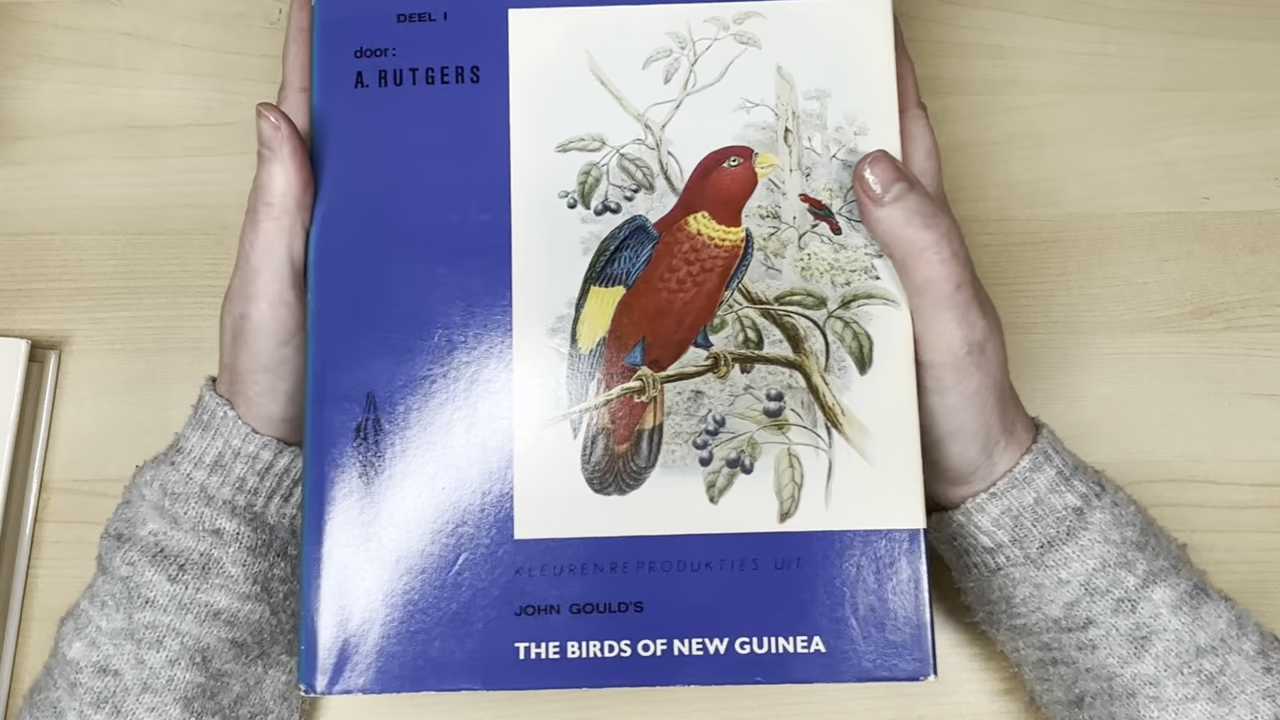 DEEL I
door:
A. RUTGERS
KLEURENREPRODUKTIES UIT
JOHN GOULD'S
THE BIRDS OF NEW GUINEA